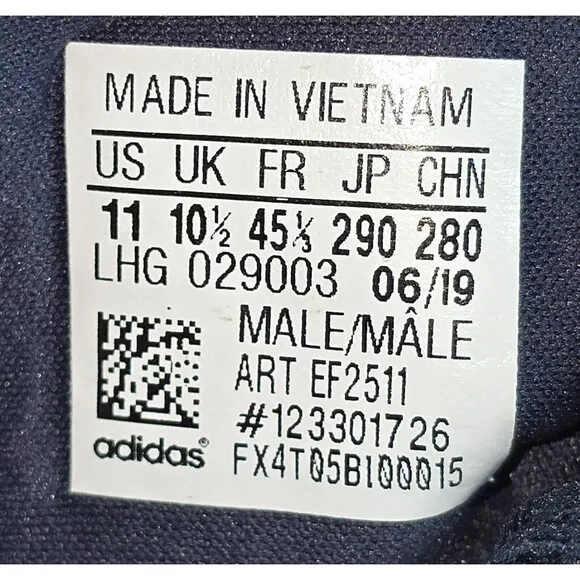 MADE IN VIETNAM
US UK FR JP CHN
11 10½ 45⅓ 290 280
LHG 029003 06/19
MALE/MÂLE
ART EF2511
#123301726
adidas® FX4T05BI00015